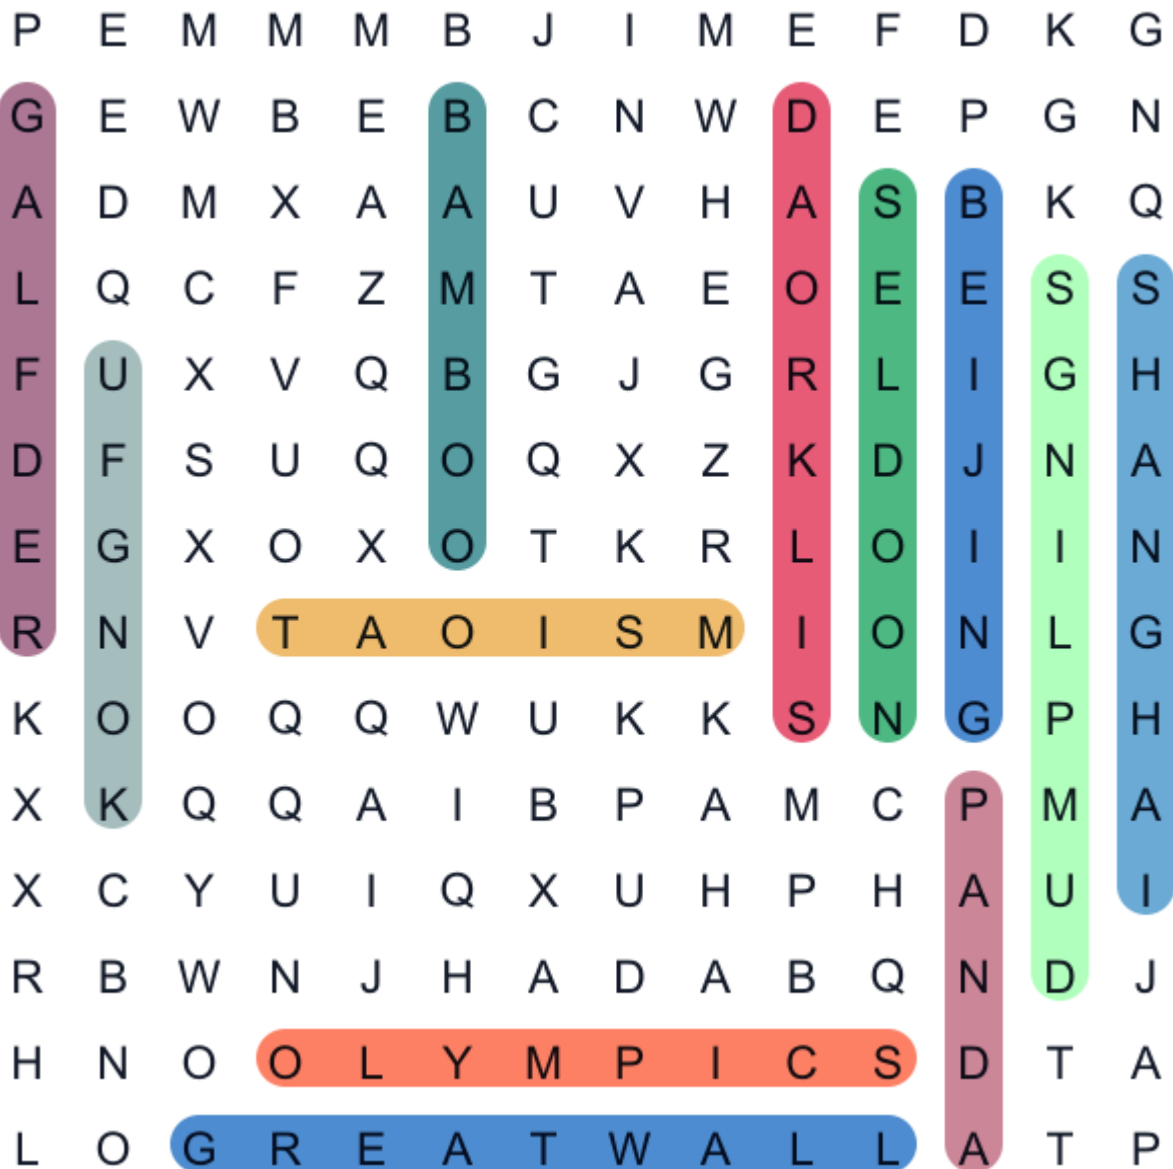 P E M M M B J I M E F D K G
G E W B E B C N W D E P G N
A D M X A A U V H A S B K Q
L Q C F Z M T A E O E E S S
F U X V Q B G J G R L I G H
D F S U Q O Q X Z K D J N A
E G X O X O T K R L O I I N
R N V T A O I S M I O N L G
K O O Q Q W U K K S N G P H
X K Q Q A I B P A M C P M A
X C Y U I Q X U H P H A U I
R B W N J H A D A B Q N D J
H N O O L Y M P I C S D T A
L O G R E A T W A L L A T P